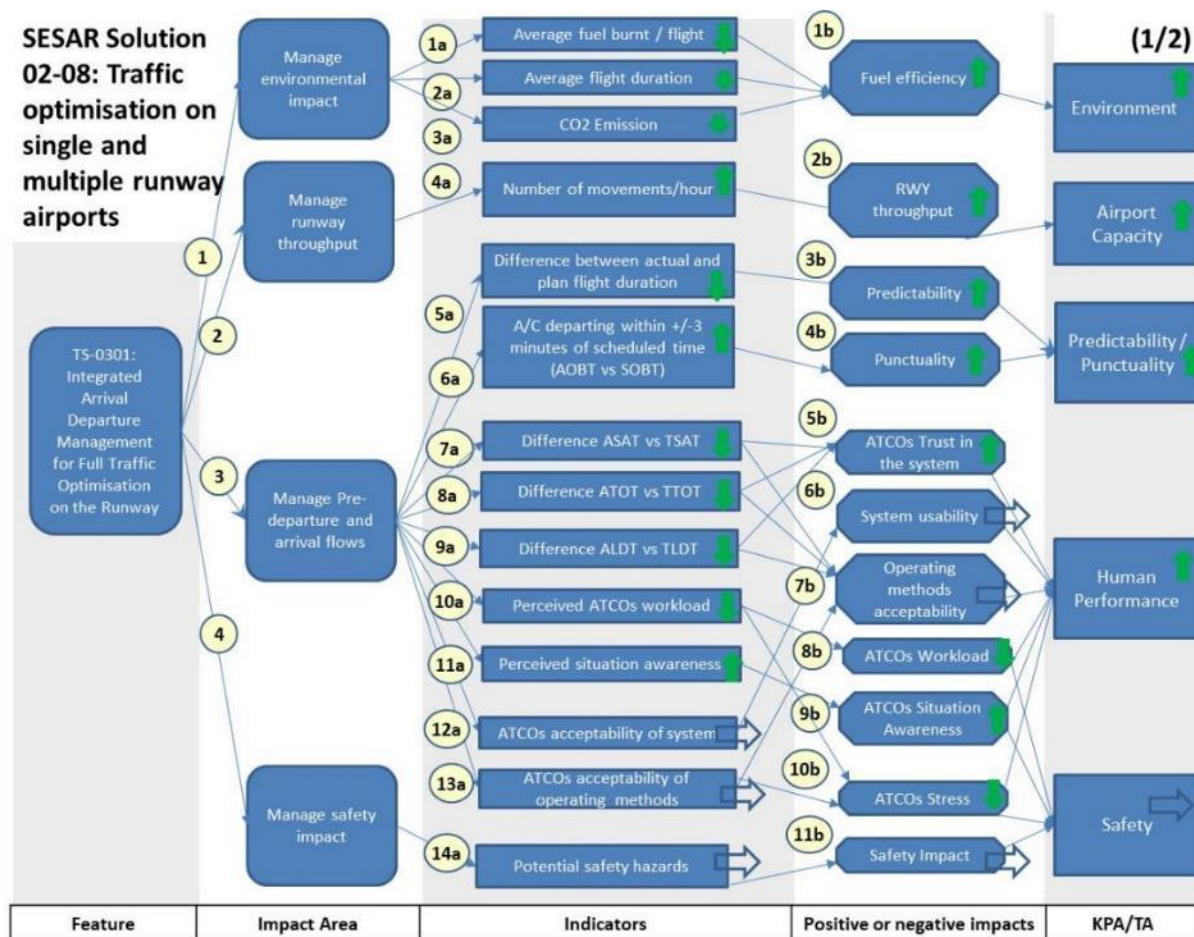 SESAR Solution
02-08: Traffic
optimisation on
single and
multiple runway
airports
(1/2)
TS-0301:
Integrated
Arrival
Departure
Management
for Full Traffic
Optimisation
on the Runway
1
2
3
4
Manage
environmental
impact
Manage
runway
throughput
Manage Pre-
departure and
arrival flows
Manage safety
impact
1a
2a
3a
4a
5a
6a
7a
8a
9a
10a
11a
12a
13a
14a
Average fuel burnt / flight
Average flight duration
CO2 Emission
Number of movements/hour
Difference between actual and
plan flight duration
A/C departing within +/-3
minutes of scheduled time
(AOBT vs SOBT)
Difference ASAT vs TSAT
Difference ATOT vs TTOT
Difference ALDT vs TLDT
Perceived ATCOs workload
Perceived situation awareness
ATCOs acceptability of system
ATCOs acceptability of
operating methods
Potential safety hazards
1b
2b
3b
4b
5b
6b
7b
8b
9b
10b
11b
Fuel efficiency
RWY
throughput
Predictability
Punctuality
ATCOs Trust in
the system
System usability
Operating
methods
acceptability
ATCOs Workload
ATCOs Situation
Awareness
ATCOs Stress
Safety Impact
Environment
Airport
Capacity
Predictability /
Punctuality
Human
Performance
Safety
Feature
Impact Area
Indicators
Positive or negative impacts
KPA/TA